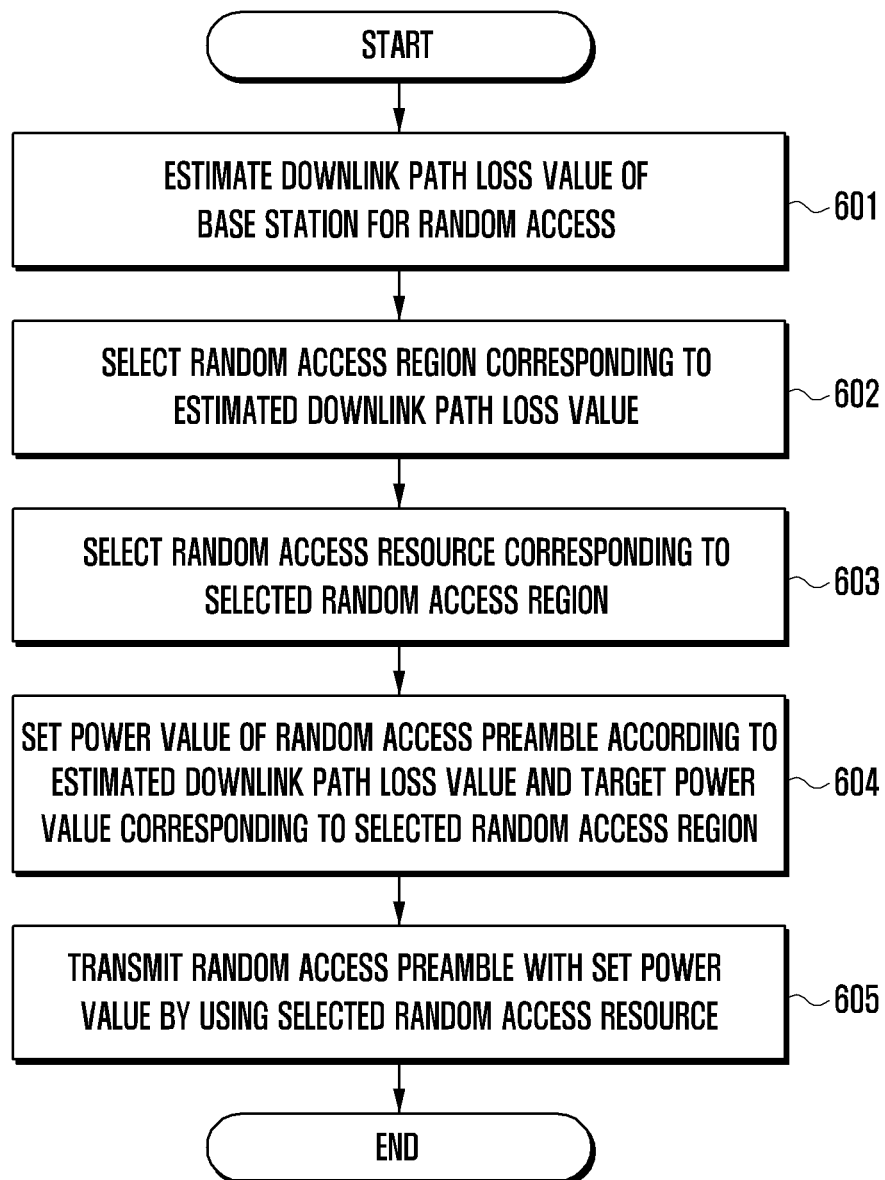 START
ESTIMATE DOWNLINK PATH LOSS VALUE OF
BASE STATION FOR RANDOM ACCESS
601
SELECT RANDOM ACCESS REGION CORRESPONDING TO
ESTIMATED DOWNLINK PATH LOSS VALUE
602
SELECT RANDOM ACCESS RESOURCE CORRESPONDING TO
SELECTED RANDOM ACCESS REGION
603
SET POWER VALUE OF RANDOM ACCESS PREAMBLE ACCORDING TO
ESTIMATED DOWNLINK PATH LOSS VALUE AND TARGET POWER
VALUE CORRESPONDING TO SELECTED RANDOM ACCESS REGION
604
TRANSMIT RANDOM ACCESS PREAMBLE WITH SET POWER
VALUE BY USING SELECTED RANDOM ACCESS RESOURCE
605
END